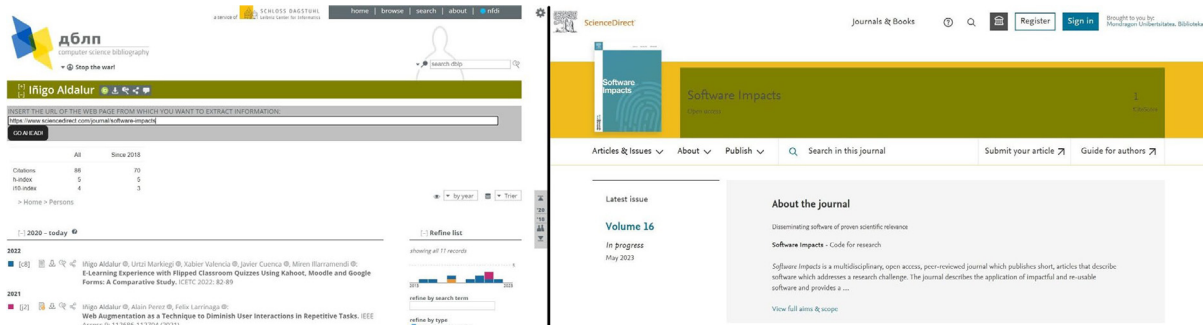 a service of SCHLOSS DAGSTUHL
Leibniz Center for Informatics
home | browse | search | about | nfdi
дблп
computer science bibliography
Stop the war!
search dblp
[+]
[-] Iñigo Aldalur
INSERT THE URL OF THE WEB PAGE FROM WHICH YOU WANT TO EXTRACT INFORMATION:
https://www.sciencedirect.com/journal/software-impacts
GO AHEAD!
All Since 2018
Citations 86 70
h-index 5 5
i10-index 4 3
> Home > Persons
by year Trier
[-] 2020 – today
[-] Refine list
showing all 11 records
2022
[c8] Iñigo Aldalur, Urtzi Markiegi, Xabier Valencia, Javier Cuenca, Miren Illarramendi:
E-Learning Experience with Flipped Classroom Quizzes Using Kahoot, Moodle and Google
Forms: A Comparative Study. ICETC 2022: 82-89
2021
[j2] Iñigo Aldalur, Alain Perez, Felix Larrinaga:
Web Augmentation as a Technique to Diminish User Interactions in Repetitive Tasks. IEEE
refine by search term
refine by type
'20
'10
ScienceDirect
Journals & Books
Register
Sign in
Brought to you by:
Mondragon Unibertsitatea, Biblioteka
Software
Impacts
Software Impacts
Open access
1
Articles & Issues
About
Publish
Search in this journal
Submit your article
Guide for authors
Latest issue
Volume 16
In progress
May 2023
About the journal
Disseminating software of proven scientific relevance
Software Impacts - Code for research
Software Impacts is a multidisciplinary, open access, peer-reviewed journal which publishes short, articles that describe
software which addresses a research challenge. The journal describes the application of impactful and re-usable
software and provides a ....
View full aims & scope